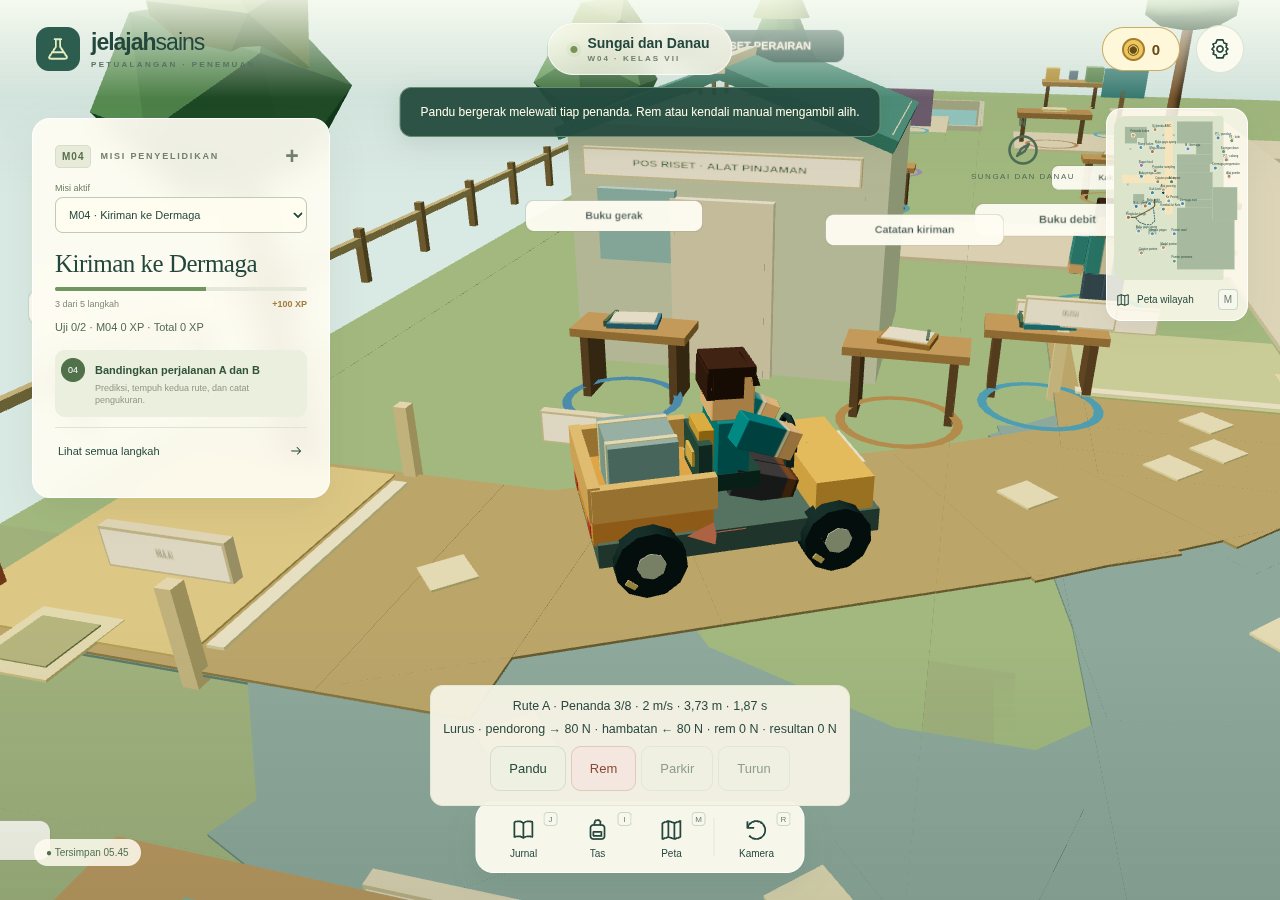 jelajahsains
PETUALANGAN · PENEMUAN
Sungai dan Danau
W04 · KELAS VII
SET PERAIRAN
0
Pandu bergerak melewati tiap penanda. Rem atau kendali manual mengambil alih.
M04 MISI PENYELIDIKAN +
Misi aktif
M04 · Kiriman ke Dermaga
Kiriman ke Dermaga
3 dari 5 langkah +100 XP
Uji 0/2 · M04 0 XP · Total 0 XP
04 Bandingkan perjalanan A dan B
Prediksi, tempuh kedua rute, dan catat
pengukuran.
Lihat semua langkah →
POS RISET · ALAT PINJAMAN
SUNGAI DAN DANAU
Buku gerak
Catatan kiriman
Buku debit
Peta wilayah M
Rute A · Penanda 3/8 · 2 m/s · 3,73 m · 1,87 s
Lurus · pendorong → 80 N · hambatan ← 80 N · rem 0 N · resultan 0 N
Pandu Rem Parkir Turun
J I M R
Jurnal Tas Peta Kamera
Tersimpan 05.45